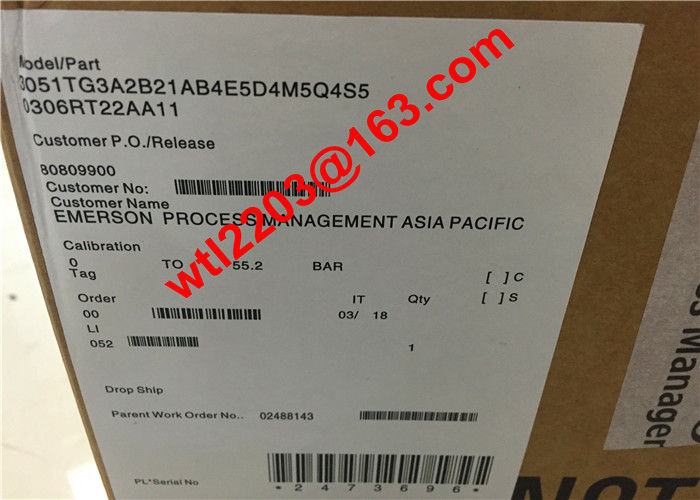 Model/Part
3051TG3A2B21AB4E5D4M5Q4S5
0306RT22AA11
Customer P.O./Release
80809900
Customer No:
Customer Name
EMERSON PROCESS MANAGEMENT ASIA PACIFIC
Calibration
0 TO 55.2 BAR
Tag [ ] C
Order IT Qty [ ] S
00 03/ 18
LI
052 1
Drop Ship
Parent Work Order No.. 02488143
PL*Serial No
*2473696*
wtl2203@163.com
Manager
NOT